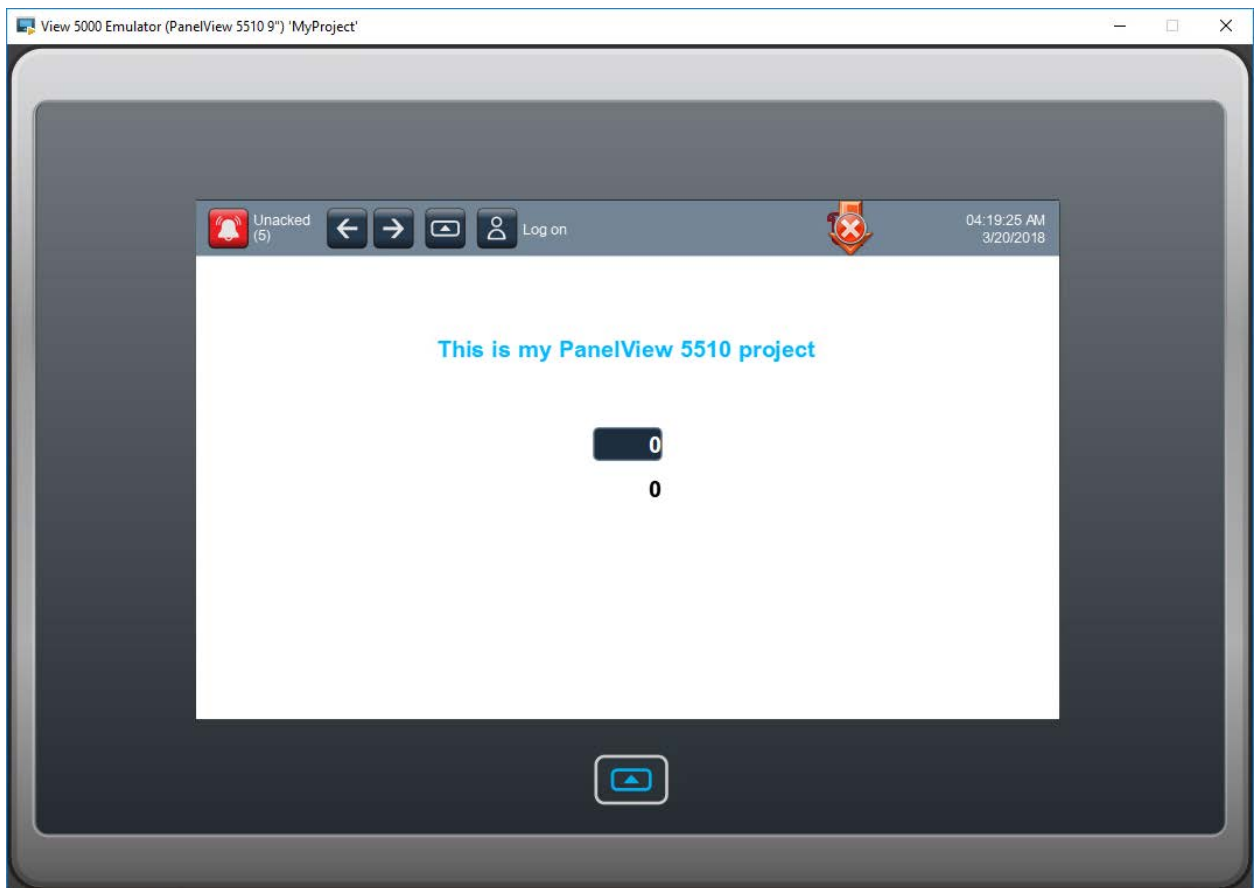 View 5000 Emulator (PanelView 5510 9") 'MyProject'
Unacked
(5)
Log on
04:19:25 AM
3/20/2018
This is my PanelView 5510 project
0
0